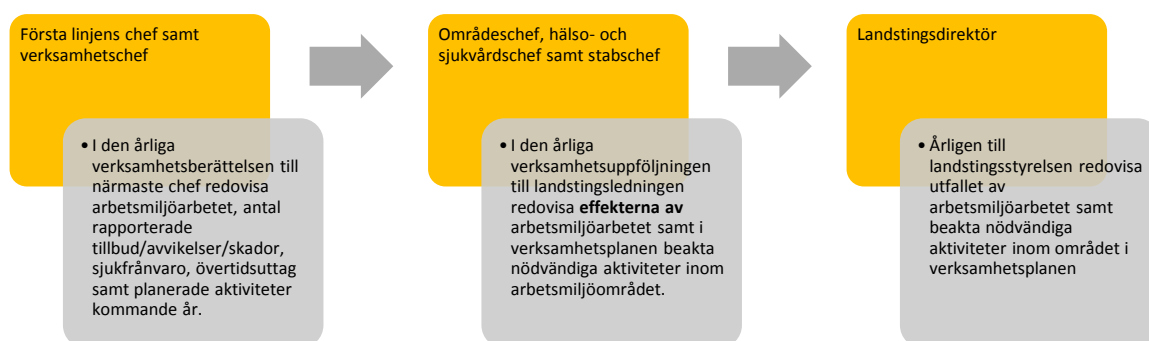 Första linjens chef samt
verksamhetschef
• I den årliga
verksamhetsberättelsen till
närmaste chef redovisa
arbetsmiljöarbetet, antal
rapporterade
tillbud/avvikelser/skador,
sjukfrånvaro, övertidsuttag
samt planerade aktiviteter
kommande år.
Områdeschef, hälso- och
sjukvårdschef samt stabschef
• I den årliga
verksamhetsuppföljningen
till landstingsledningen
redovisa effekterna av
arbetsmiljöarbetet samt i
verksamhetsplanen beakta
nödvändiga aktiviteter inom
arbetsmiljöområdet.
Landstingsdirektör
• Årligen till
landstingsstyrelsen redovisa
utfallet av
arbetsmiljöarbetet samt
beakta nödvändiga
aktiviteter inom området i
verksamhetsplanen